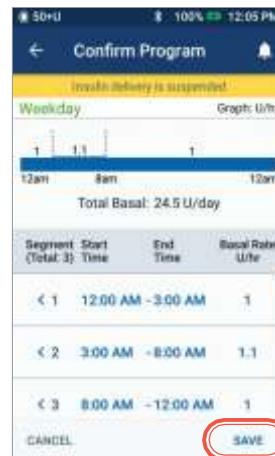 50+U 100% 12:05 PM
Confirm Program
Insulin delivery is suspended
Weekday Graph: U/hr
1 1.1 1
12am 8am 12am
Total Basal: 24.5 U/day
Segment Start End Basal Rate
(Total: 3) Time Time U/hr
< 1 12:00 AM - 3:00 AM 1
< 2 3:00 AM - 8:00 AM 1.1
< 3 8:00 AM - 12:00 AM 1
CANCEL SAVE